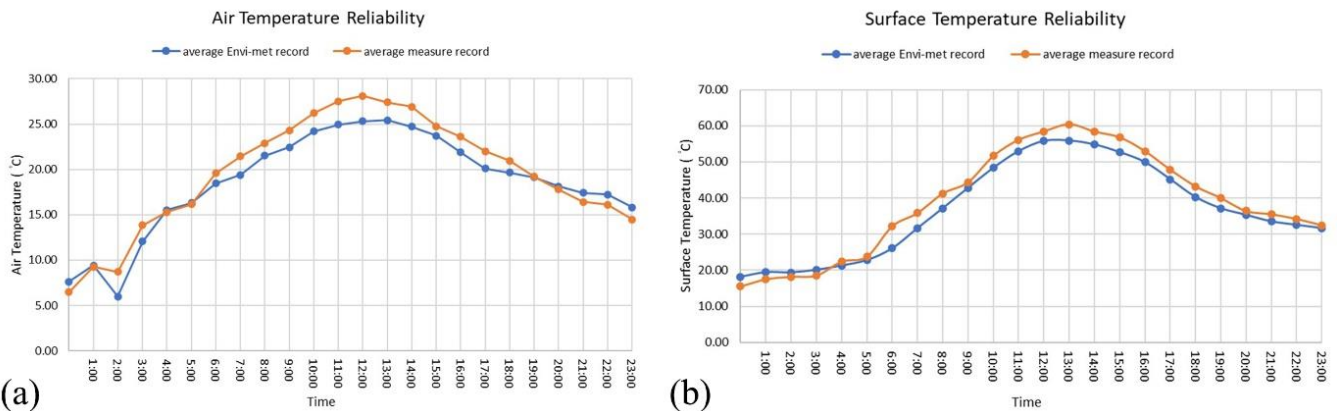 Air Temperature Reliability
average Envi-met record average measure record
Air Temperature ( ℃)
30.00
25.00
20.00
15.00
10.00
5.00
0.00
1:00 2:00 3:00 4:00 5:00 6:00 7:00 8:00 9:00 10:00 11:00 12:00 13:00 14:00 15:00 16:00 17:00 18:00 19:00 20:00 21:00 22:00 23:00
Time
(a)
Surface Temperature Reliability
average Envi-met record average measure record
Surface Temperature ( ℃)
70.00
60.00
50.00
40.00
30.00
20.00
10.00
0.00
1:00 2:00 3:00 4:00 5:00 6:00 7:00 8:00 9:00 10:00 11:00 12:00 13:00 14:00 15:00 16:00 17:00 18:00 19:00 20:00 21:00 22:00 23:00
Time
(b)